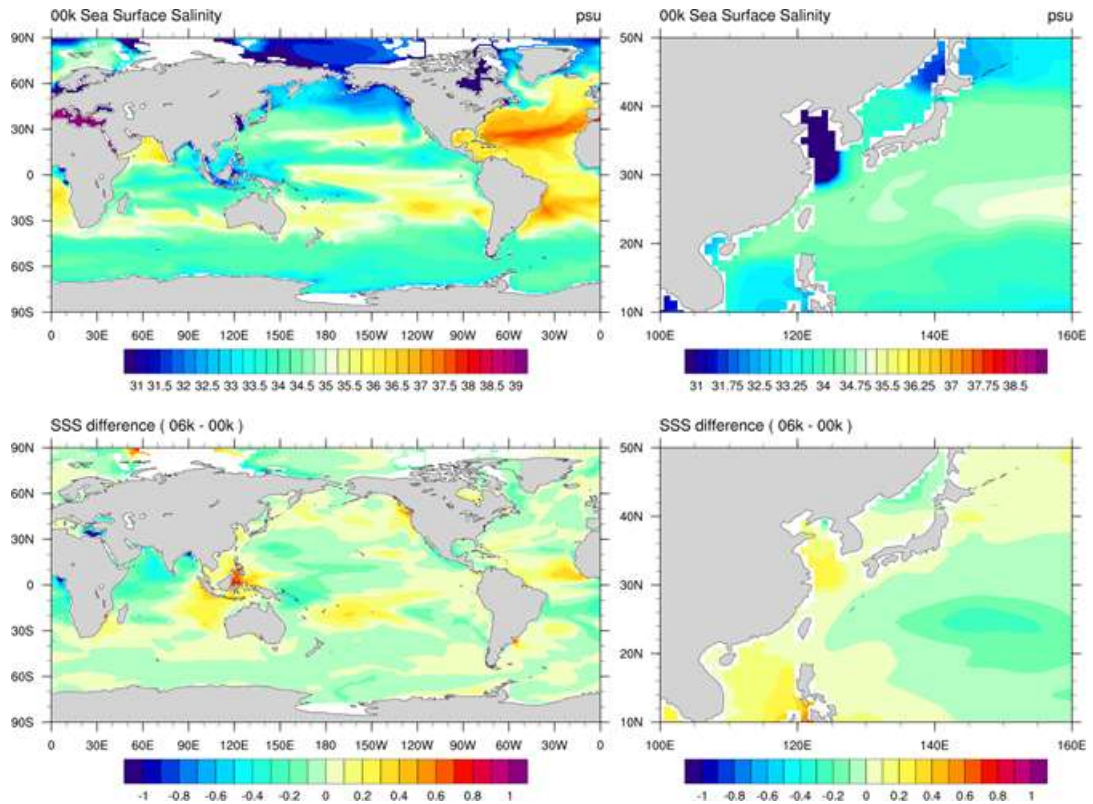 00k Sea Surface Salinity psu
90N
60N
30N
0
30S
60S
90S
0 30E 60E 90E 120E 150E 180E 150W 120W 90W 60W 30W 0
31 31.5 32 32.5 33 33.5 34 34.5 35 35.5 36 36.5 37 37.5 38 38.5 39
00k Sea Surface Salinity psu
50N
40N
30N
20N
10N
100E 120E 140E 160E
31 31.75 32.5 33.25 34 34.75 35.5 36.25 37 37.75 38.5
SSS difference ( 06k - 00k )
90N
60N
30N
0
30S
60S
90S
0 30E 60E 90E 120E 150E 180E 150W 120W 90W 60W 30W 0
-1 -0.8 -0.6 -0.4 -0.2 0 0.2 0.4 0.6 0.8 1
SSS difference ( 06k - 00k )
50N
40N
30N
20N
10N
100E 120E 140E 160E
-1 -0.8 -0.6 -0.4 -0.2 0 0.2 0.4 0.6 0.8 1